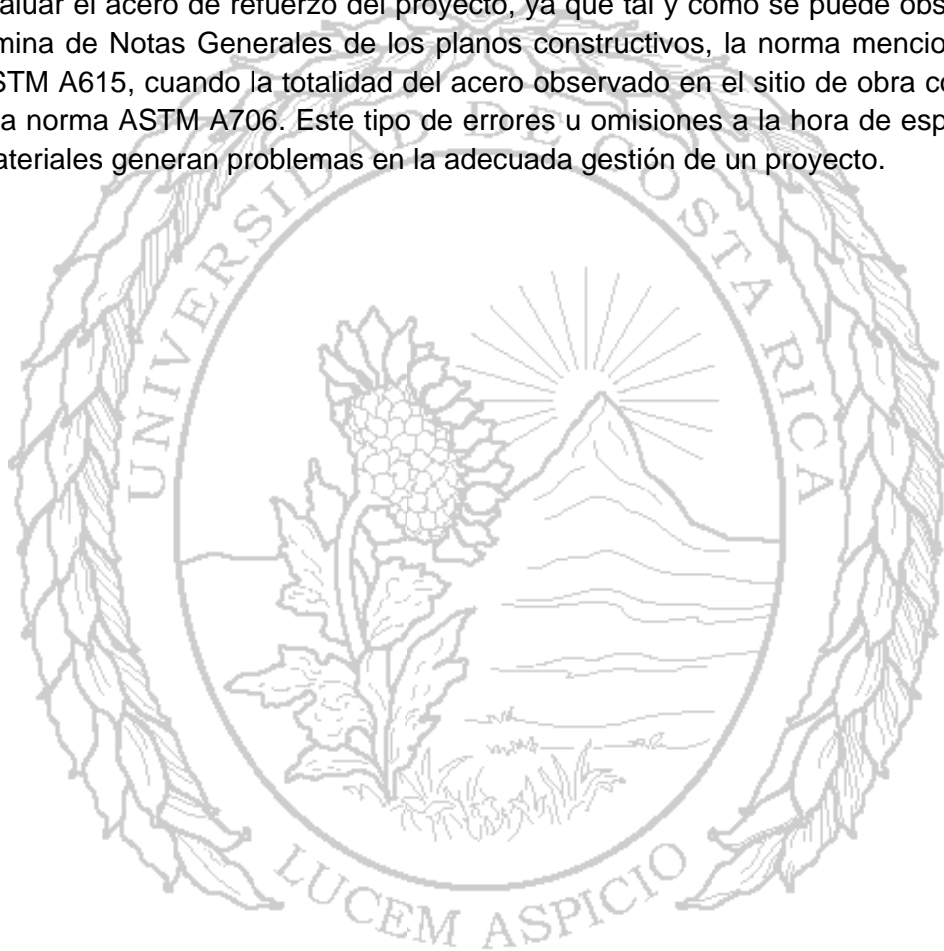 aluar el acero de refuerzo del proyecto, ya que tal y como se puede obs
mina de Notas Generales de los planos constructivos, la norma mencio
STM A615, cuando la totalidad del acero observado en el sitio de obra co
a norma ASTM A706. Este tipo de errores u omisiones a la hora de esp
ateriales generan problemas en la adecuada gestión de un proyecto.
UNIVERSIDAD DE COSTA RICA
LUCEM ASPICIO